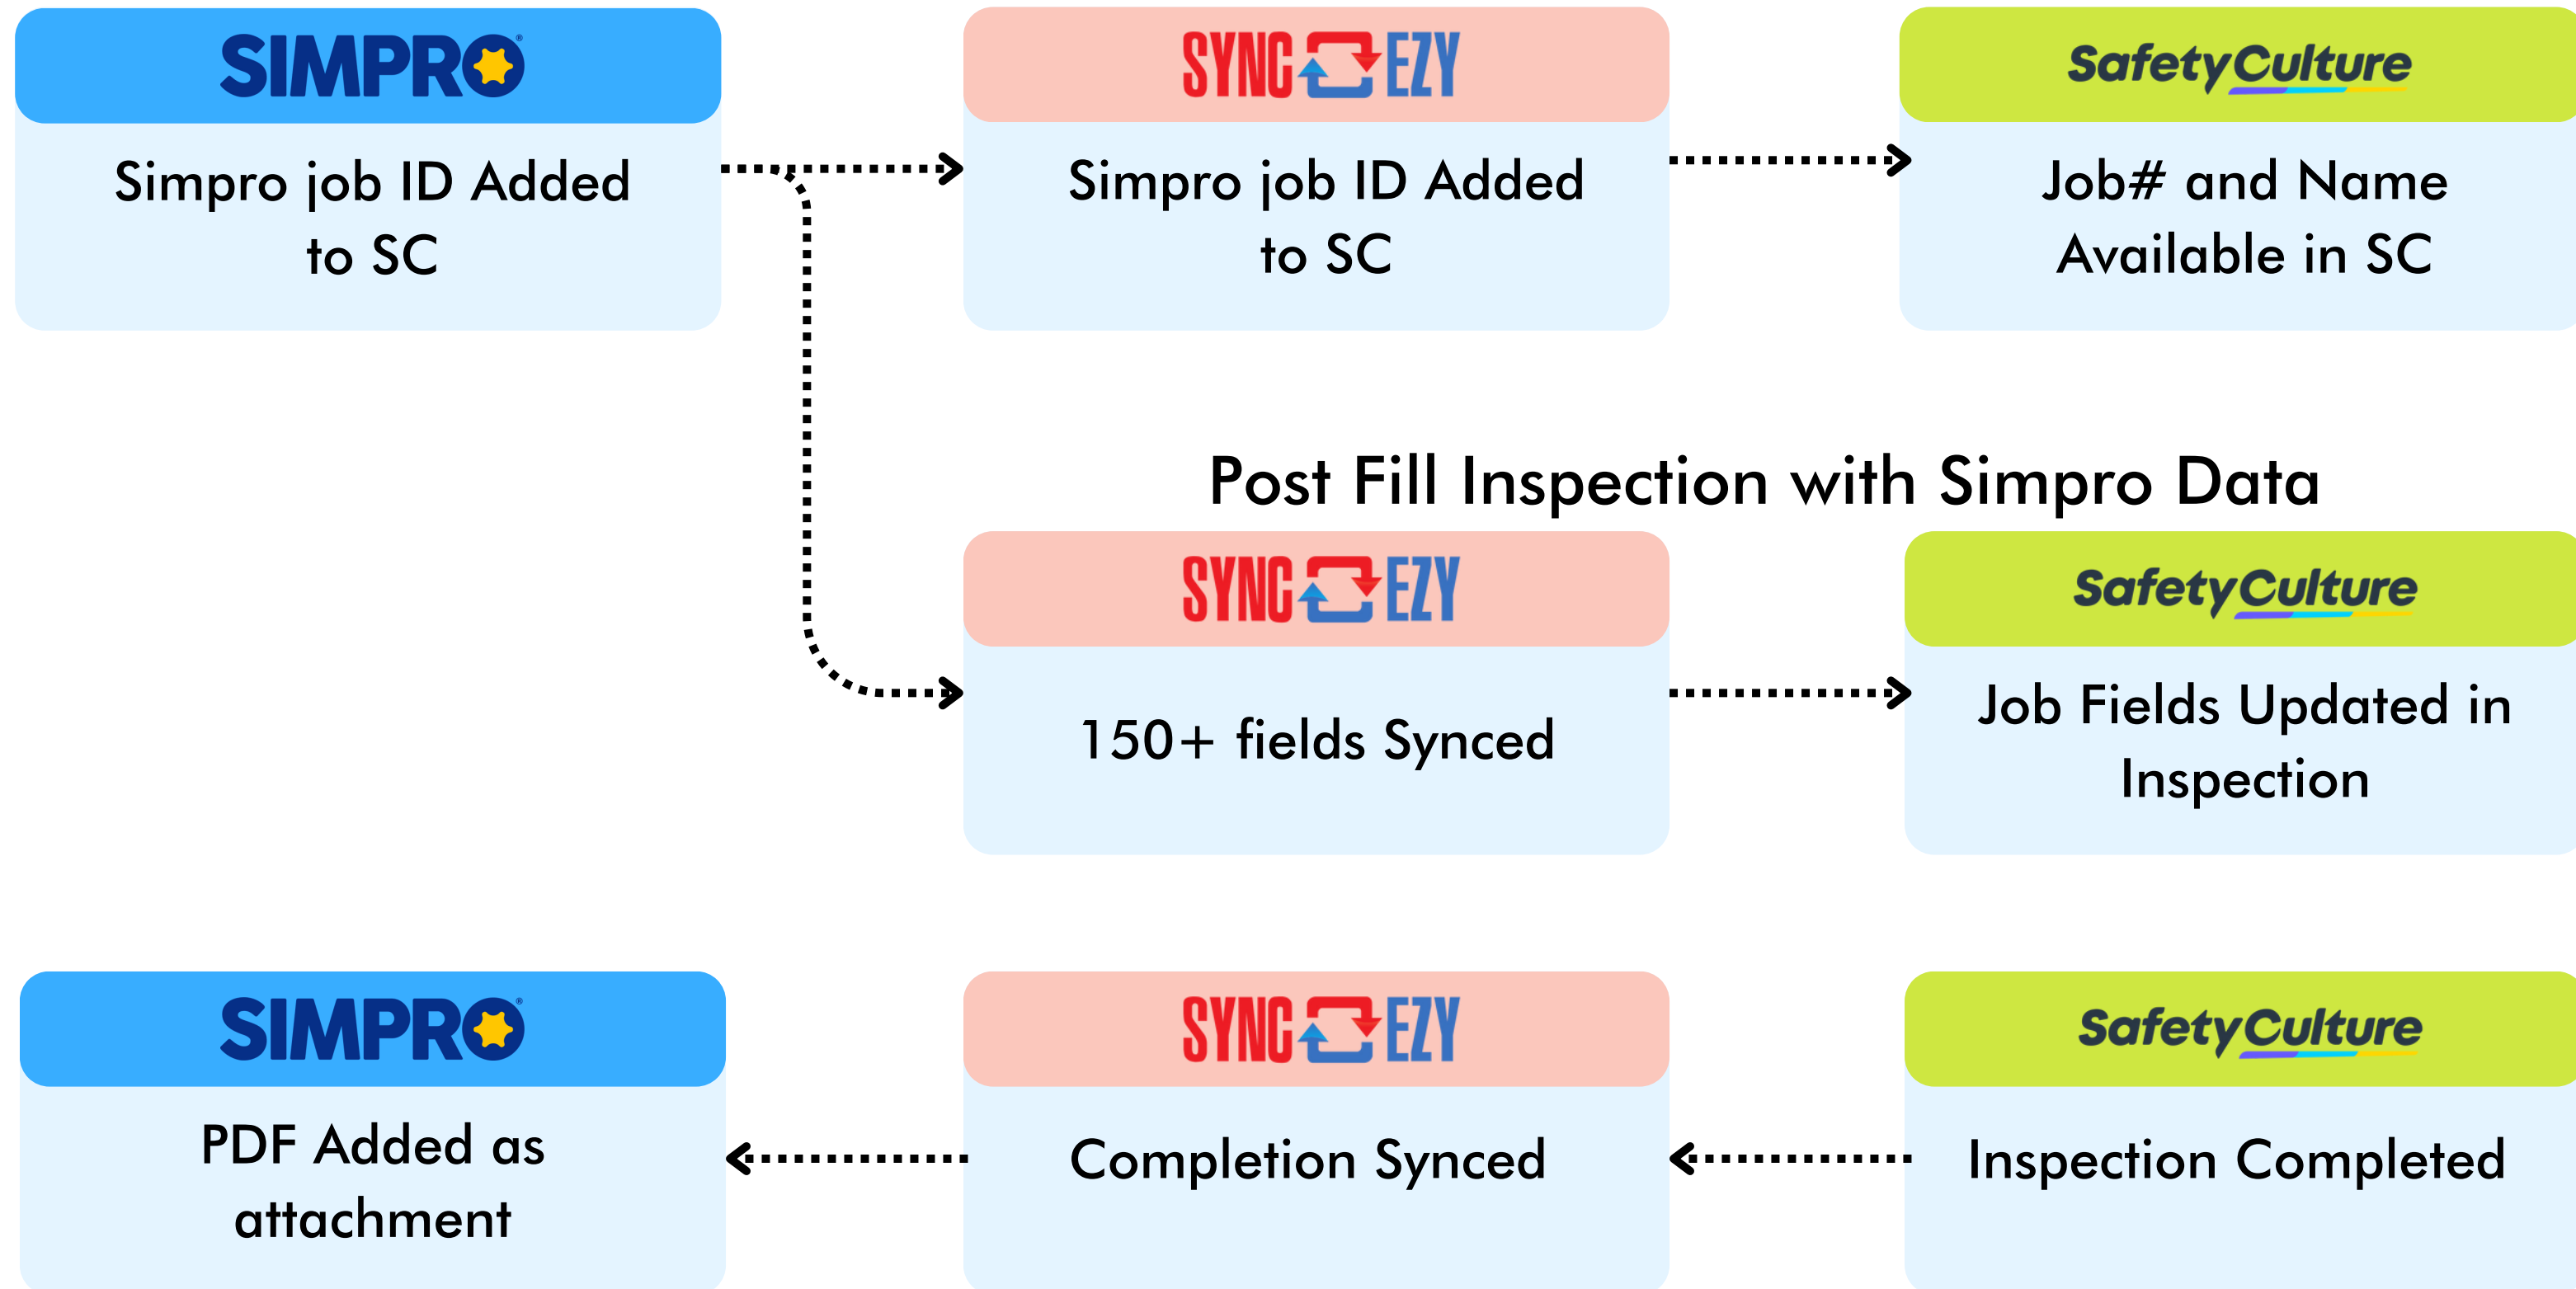 SIMPRO®
SYNC EZY
SafetyCulture
Simpro job ID Added
to SC
Simpro job ID Added
to SC
Job# and Name
Available in SC
Post Fill Inspection with Simpro Data
SYNC EZY
SafetyCulture
150+ fields Synced
Job Fields Updated in
Inspection
SIMPRO®
SYNC EZY
SafetyCulture
PDF Added as
attachment
Completion Synced
Inspection Completed